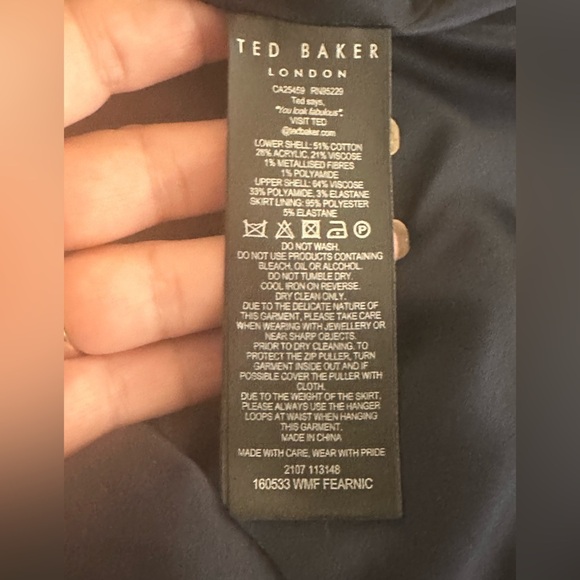 TED BAKER
LONDON
CA25459 RN95229
Ted says,
"You look fabulous".
VISIT TED
@tedbaker.com
LOWER SHELL: 51% COTTON
26% ACRYLIC, 21% VISCOSE
1% METALLISED FIBRES
1% POLYAMIDE
UPPER SHELL: 64% VISCOSE
33% POLYAMIDE, 3% ELASTANE
SKIRT LINING: 95% POLYESTER
5% ELASTANE
P
DO NOT WASH.
DO NOT USE PRODUCTS CONTAINING
BLEACH, OIL OR ALCOHOL.
DO NOT TUMBLE DRY.
COOL IRON ON REVERSE.
DRY CLEAN ONLY.
DUE TO THE DELICATE NATURE OF
THIS GARMENT, PLEASE TAKE CARE
WHEN WEARING WITH JEWELLERY OR
NEAR SHARP OBJECTS.
PRIOR TO DRY CLEANING, TO
PROTECT THE ZIP PULLER, TURN
GARMENT INSIDE OUT AND IF
POSSIBLE COVER THE PULLER WITH
CLOTH.
DUE TO THE WEIGHT OF THE SKIRT,
PLEASE ALWAYS USE THE HANGER
LOOPS AT WAIST WHEN HANGING
THIS GARMENT.
MADE IN CHINA
MADE WITH CARE, WEAR WITH PRIDE
2107 113148
160533 WMF FEARNIC